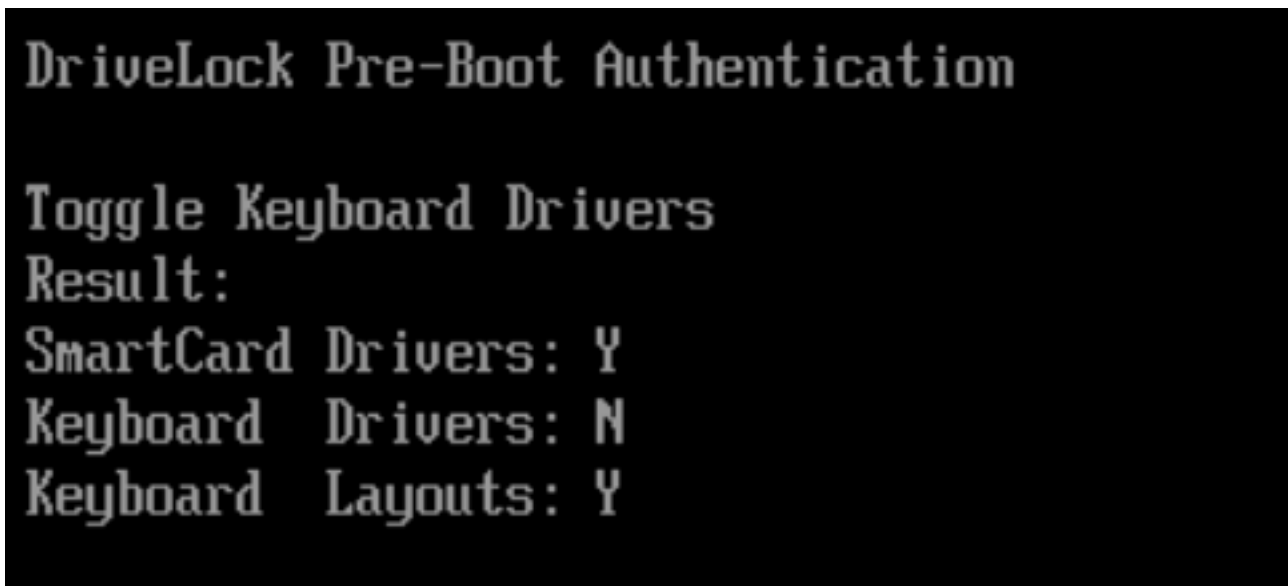 DriveLock Pre-Boot Authentication
Toggle Keyboard Drivers
Result:
SmartCard Drivers: Y
Keyboard  Drivers: N
Keyboard  Layouts: Y